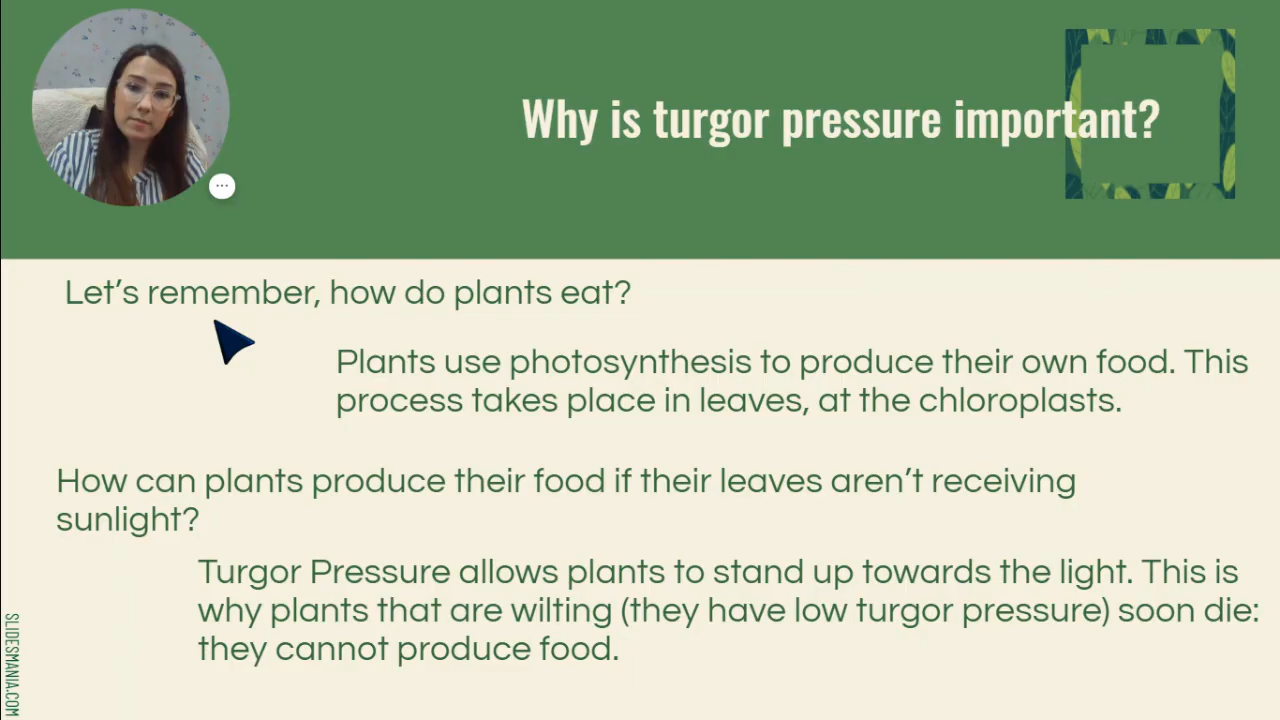 Why is turgor pressure important?
Let’s remember, how do plants eat?
Plants use photosynthesis to produce their own food. This
process takes place in leaves, at the chloroplasts.
How can plants produce their food if their leaves aren’t receiving
sunlight?
Turgor Pressure allows plants to stand up towards the light. This is
why plants that are wilting (they have low turgor pressure) soon die:
they cannot produce food.
SLIDESMANIA.COM